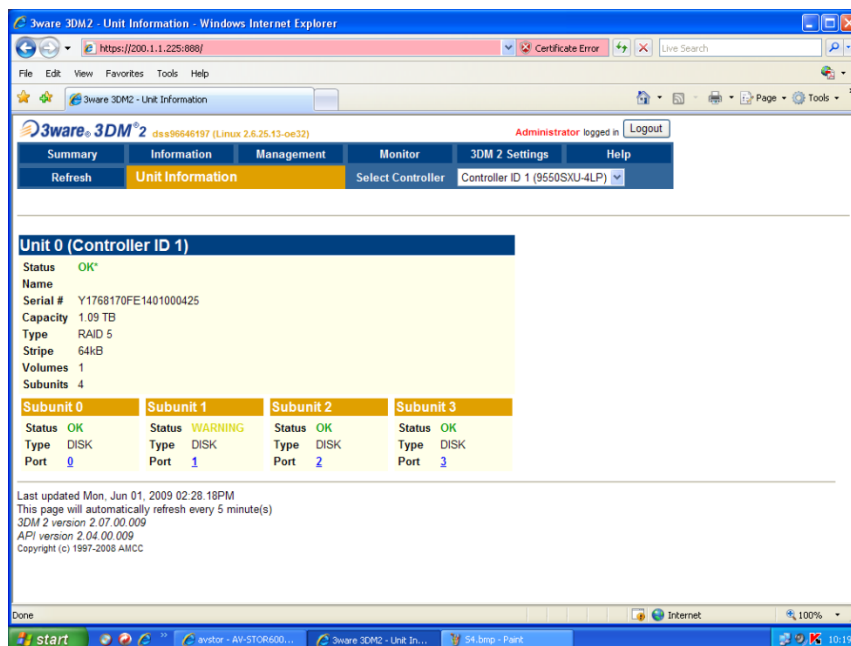 3ware 3DM2 - Unit Information - Windows Internet Explorer
https://200.1.1.225:888/
Certificate Error
Live Search
File Edit View Favorites Tools Help
3ware 3DM2 - Unit Information
Page Tools
3ware® 3DM®2 dss96646197 (Linux 2.6.25.13-oe32)
Administrator logged in Logout
Summary Information Management Monitor 3DM 2 Settings Help
Refresh Unit Information Select Controller Controller ID 1 (9550SXU-4LP)
Unit 0 (Controller ID 1)
Status OK*
Name
Serial # Y1768170FE1401000425
Capacity 1.09 TB
Type RAID 5
Stripe 64kB
Volumes 1
Subunits 4
Subunit 0 Subunit 1 Subunit 2 Subunit 3
Status OK Status WARNING Status OK Status OK
Type DISK Type DISK Type DISK Type DISK
Port 0 Port 1 Port 2 Port 3
Last updated Mon, Jun 01, 2009 02:28.18PM
This page will automatically refresh every 5 minute(s)
3DM 2 version 2.07.00.009
API version 2.04.00.009
Copyright (c) 1997-2008 AMCC
Done
Internet
100%
start
avstor - AV-STOR600...
3ware 3DM2 - Unit In...
54.bmp - Paint
10:19